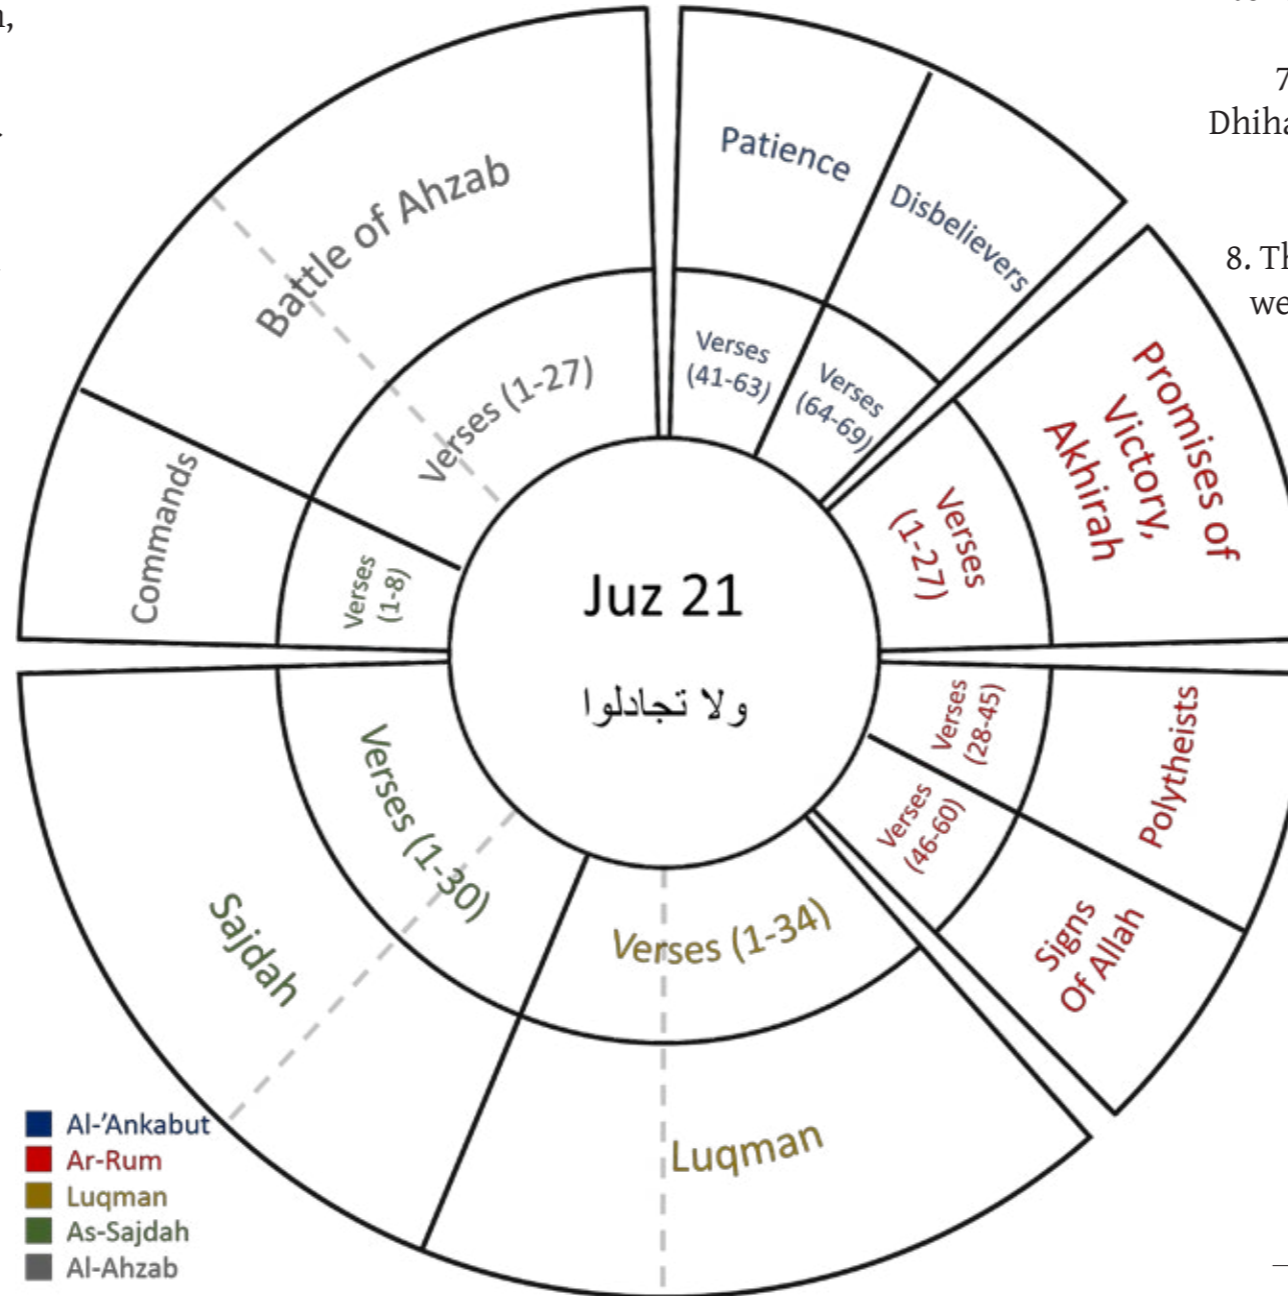 Patience
Disbelievers
Verses
(41-63)
Verses
(64-69)
Promises of
Victory,
Akhirah
Verses
(1-27)
Polytheists
Verses
(28-45)
Signs
Of Allah
Verses
(46-60)
Luqman
Verses (1-34)
Sajdah
Verses (1-30)
Commands
Verses
(1-8)
Battle of Ahzab
Verses (1-27)
Juz 21
ولا تجادلوا
Al-’Ankabut
Ar-Rum
Luqman
As-Sajdah
Al-Ahzab
7
8. Th
we